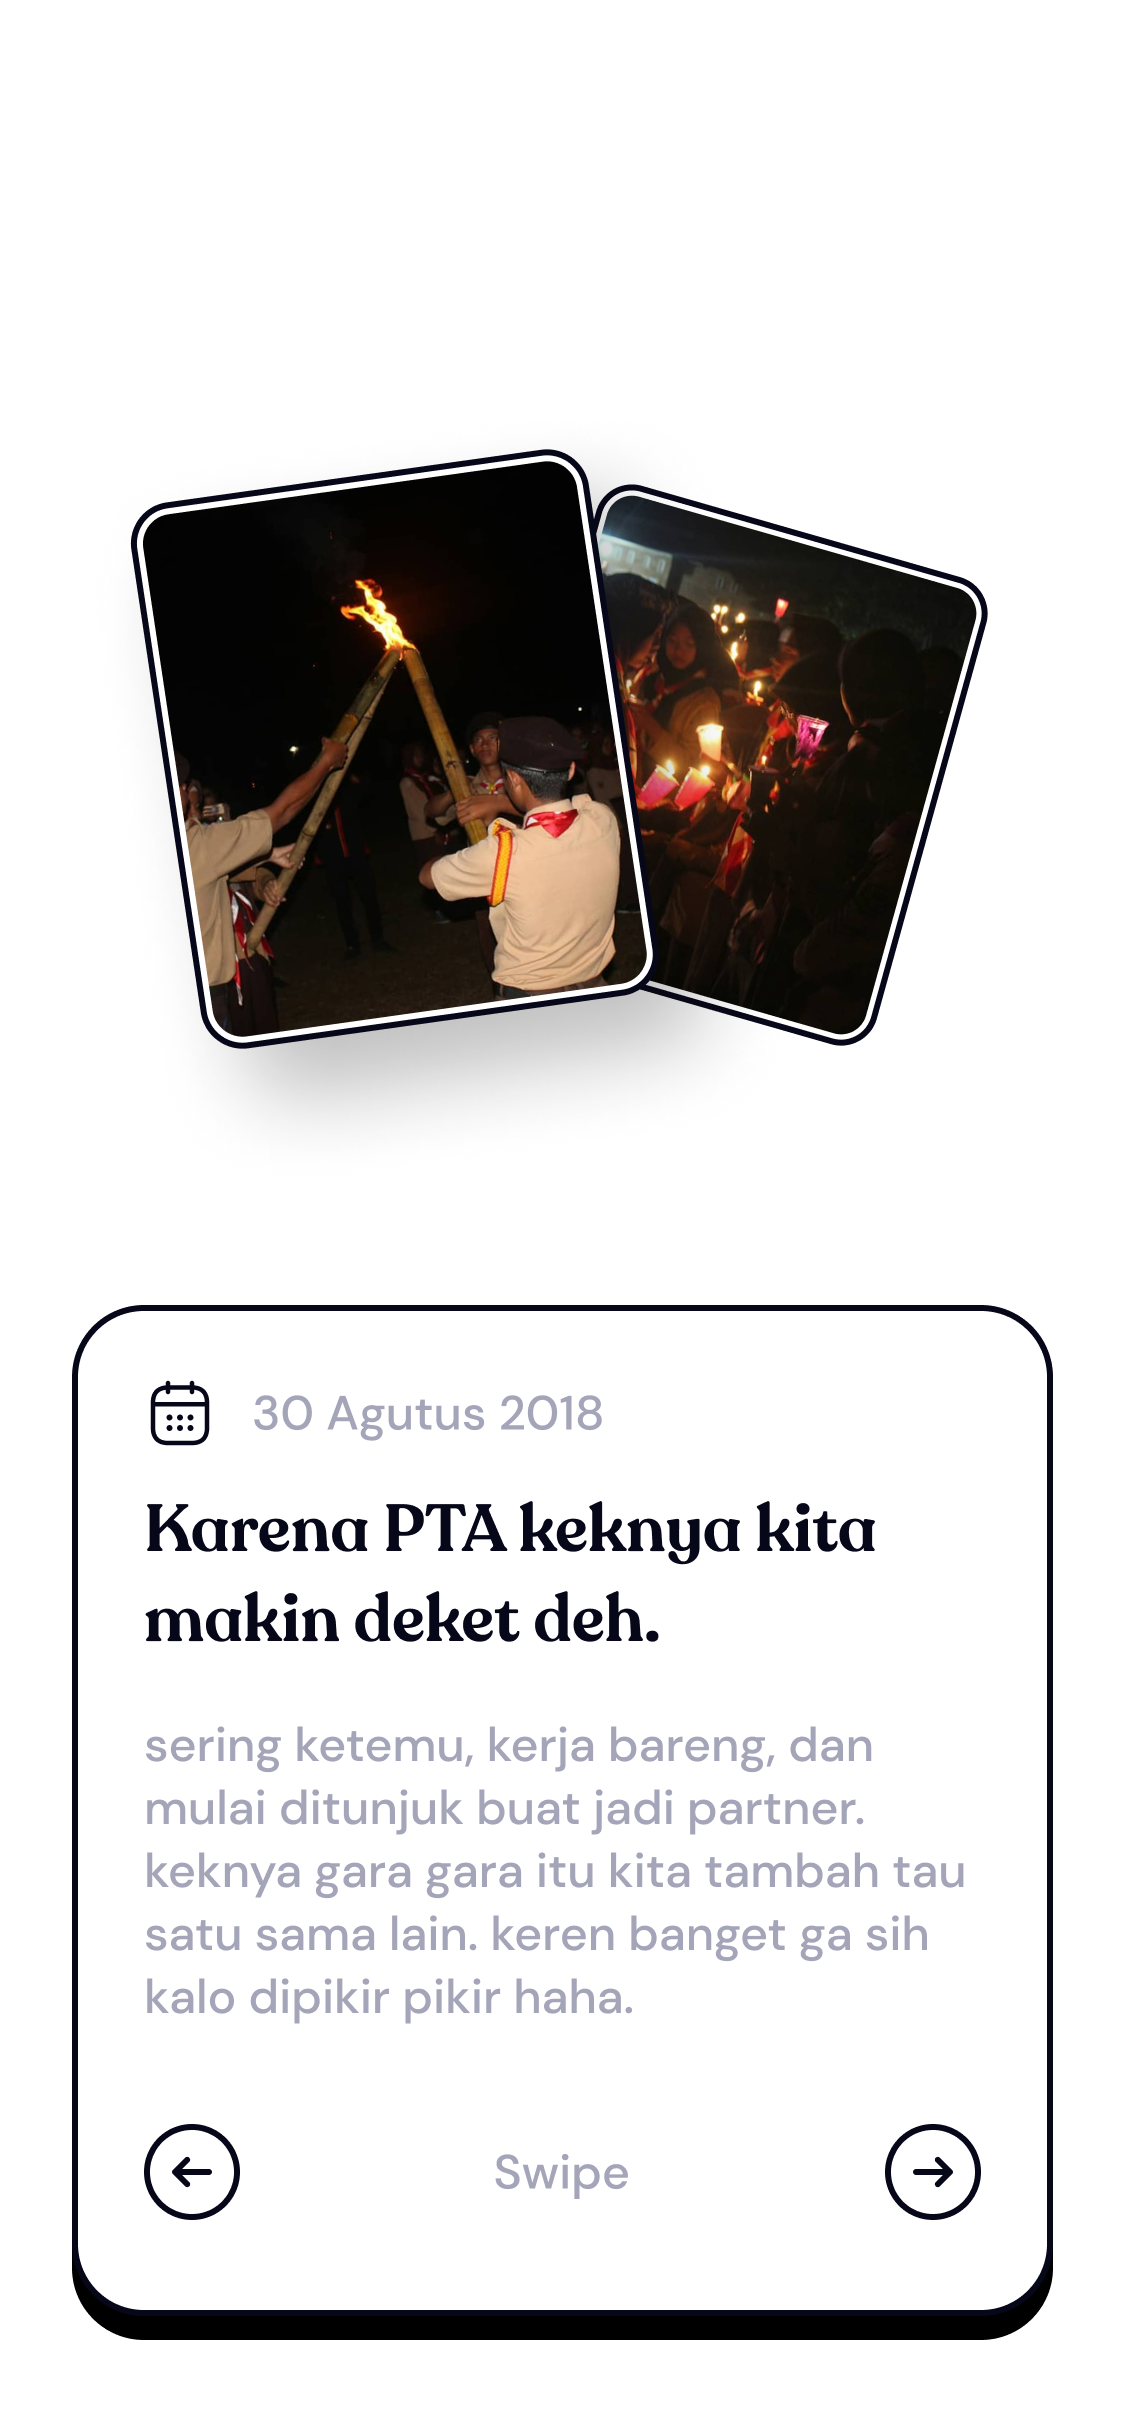 30 Agutus 2018
Karena PTA keknya kita
makin deket deh.
sering ketemu, kerja bareng, dan
mulai ditunjuk buat jadi partner.
keknya gara gara itu kita tambah tau
satu sama lain. keren banget ga sih
kalo dipikir pikir haha.
Swipe